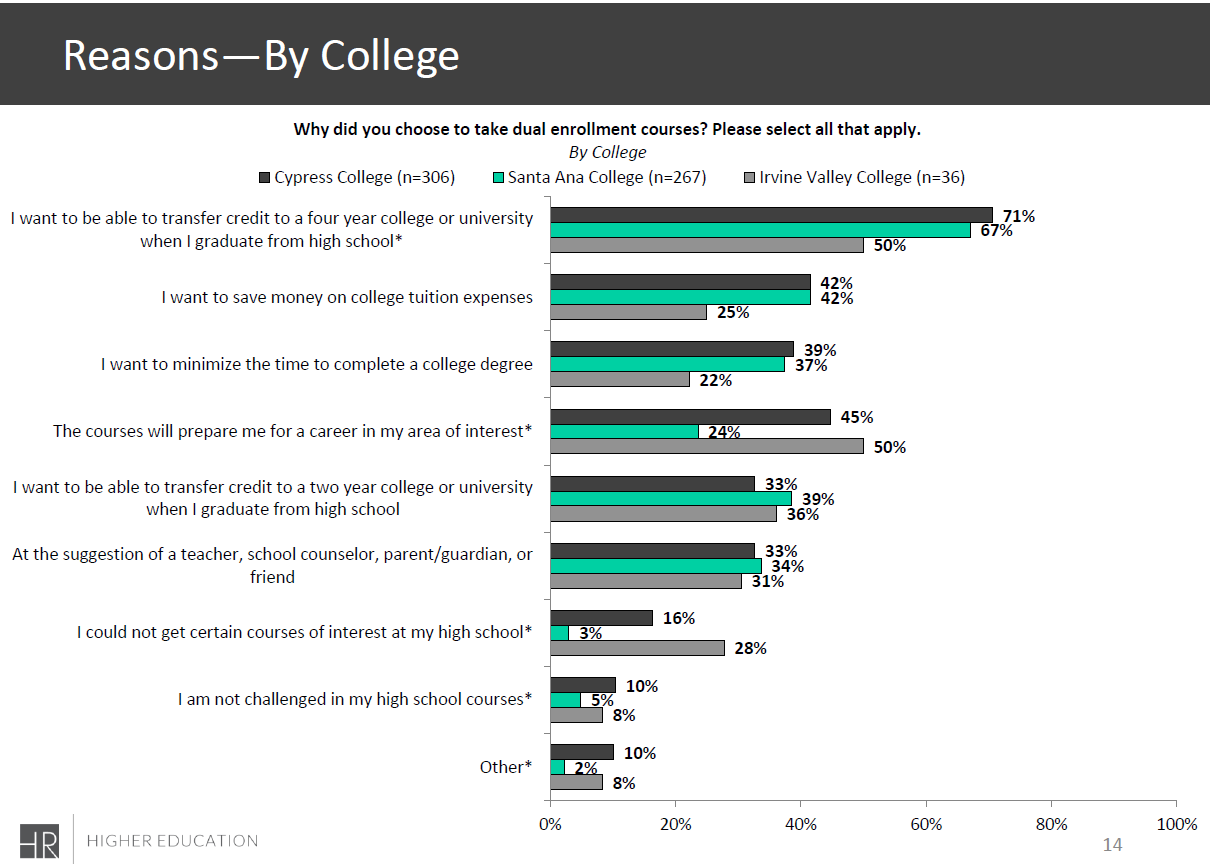 Reasons—By College
Why did you choose to take dual enrollment courses? Please select all that apply.
By College
Cypress College (n=306) Santa Ana College (n=267) Irvine Valley College (n=36)
I want to be able to transfer credit to a four year college or university
when I graduate from high school*
71%
67%
50%
I want to save money on college tuition expenses
42%
42%
25%
I want to minimize the time to complete a college degree
39%
37%
22%
The courses will prepare me for a career in my area of interest*
45%
24%
50%
I want to be able to transfer credit to a two year college or university
when I graduate from high school
33%
39%
36%
At the suggestion of a teacher, school counselor, parent/guardian, or
friend
33%
34%
31%
I could not get certain courses of interest at my high school*
16%
3%
28%
I am not challenged in my high school courses*
10%
5%
8%
Other*
10%
2%
8%
0% 20% 40% 60% 80% 100%
HR HIGHER EDUCATION
14